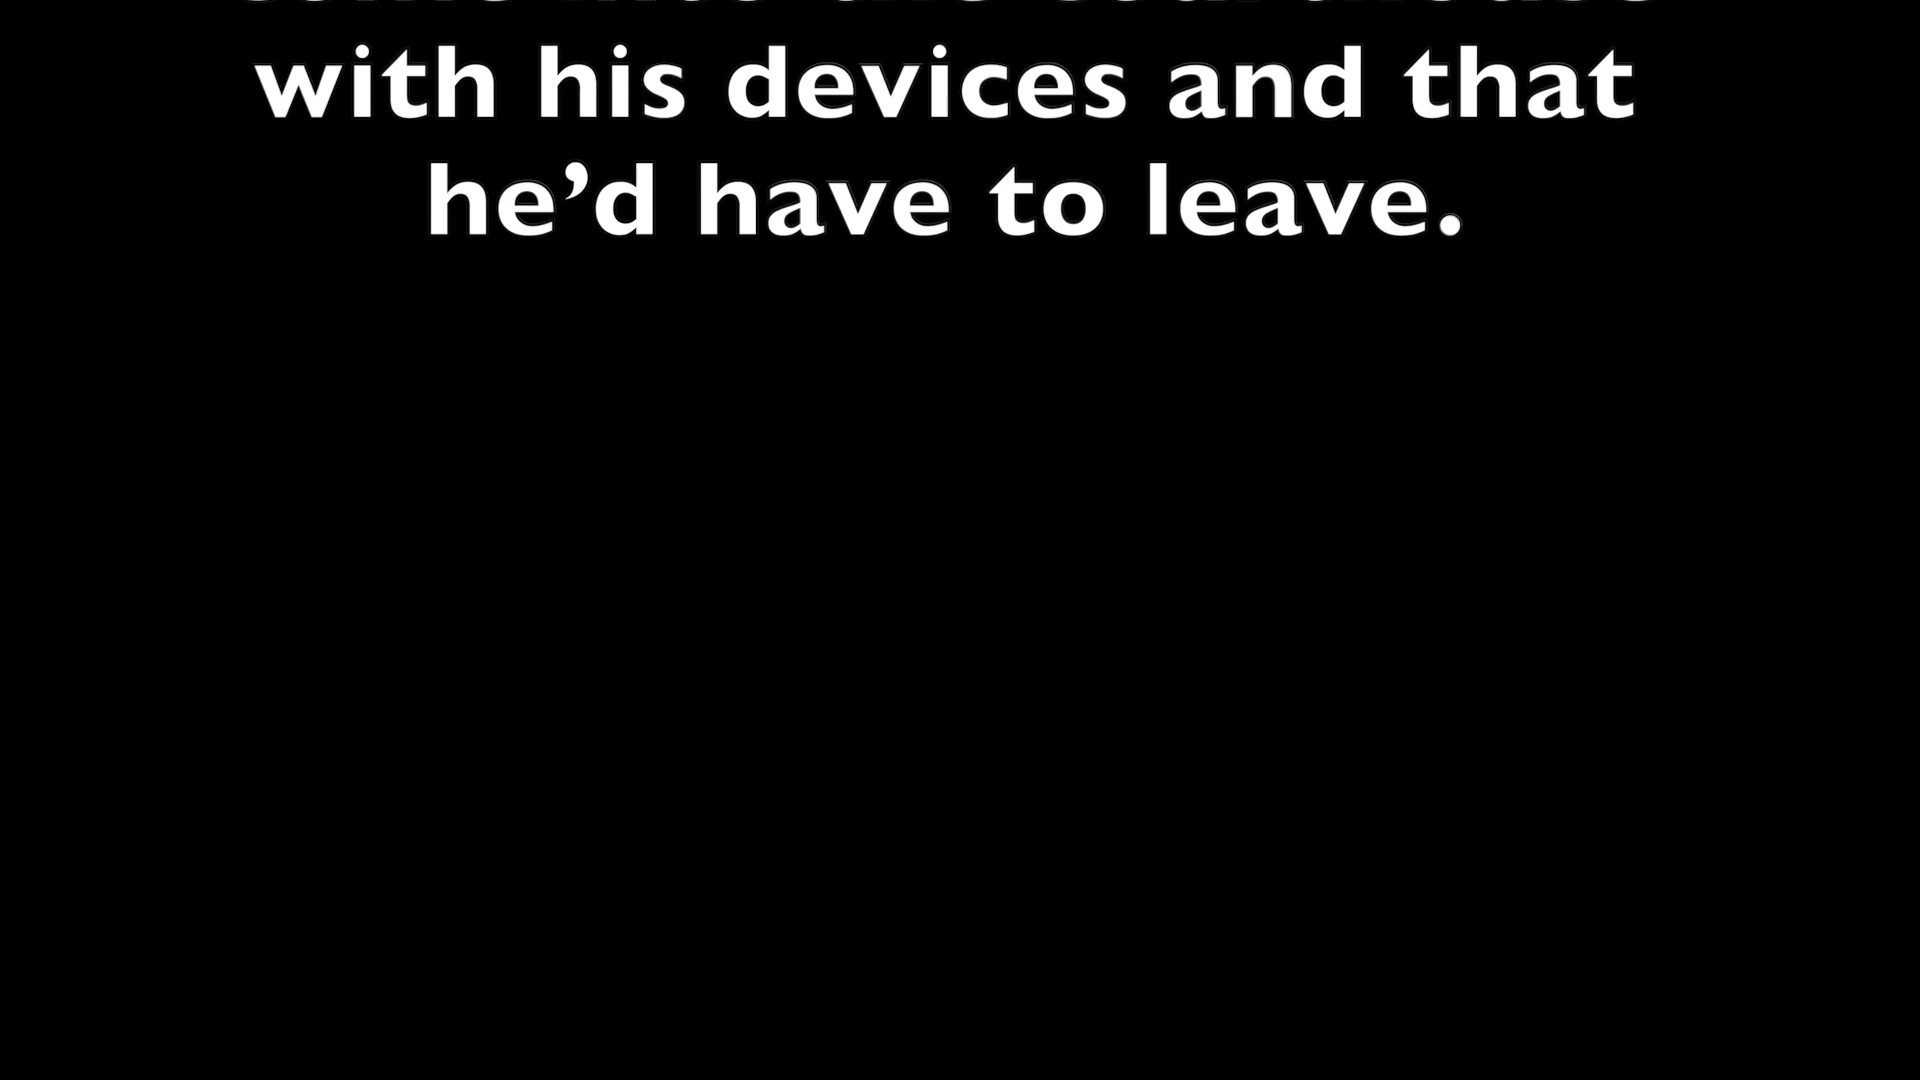 with his devices and that
he’d have to leave.